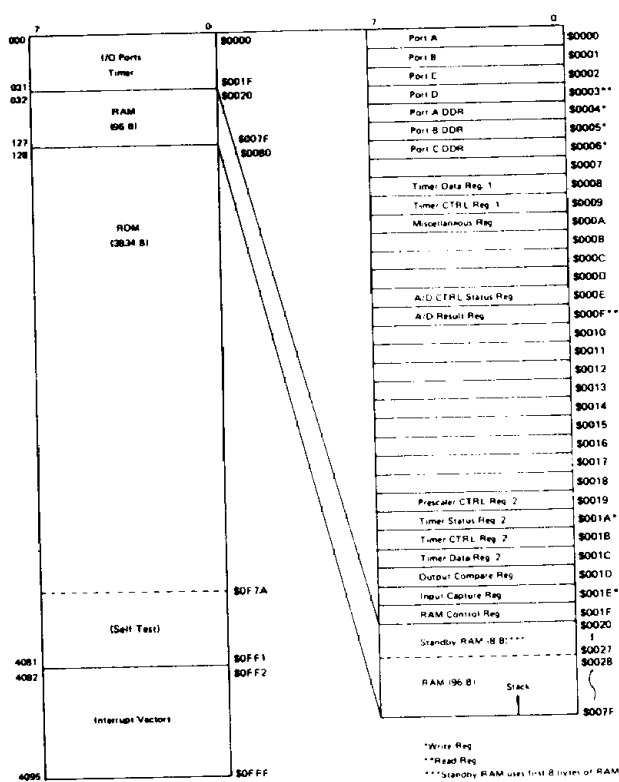 7 0
000 $0000
I/O Ports
Timer
031 $001F
032 $0020
RAM
(96 B)
127 $007F
128 $0080
ROM
(3834 B)
$0F7A
(Self Test)
4081 $0FF1
4082 $0FF2
Interrupt Vectors
4095 $0FFF
7 0
Port A $0000
Port B $0001
Port C $0002
Port D $0003**
Port A DDR $0004*
Port B DDR $0005*
Port C DDR $0006*
$0007
Timer Data Reg. 1 $0008
Timer CTRL Reg. 1 $0009
Miscellaneous Reg. $000A
$000B
$000C
$000D
A/D CTRL Status Reg. $000E
A/D Result Reg. $000F**
$0010
$0011
$0012
$0013
$0014
$0015
$0016
$0017
$0018
Prescaler CTRL Reg. 2 $0019
Timer Status Reg. 2 $001A*
Timer CTRL Reg. 2 $001B
Timer Data Reg. 2 $001C
Output Compare Reg. $001D
Input Capture Reg. $001E*
RAM Control Reg. $001F
$0020
Standby RAM (8 B)***
$0027
$0028
RAM (96 B)
Stack
$007F
*Write Reg.
**Read Reg.
***Standby RAM uses first 8 bytes of RAM